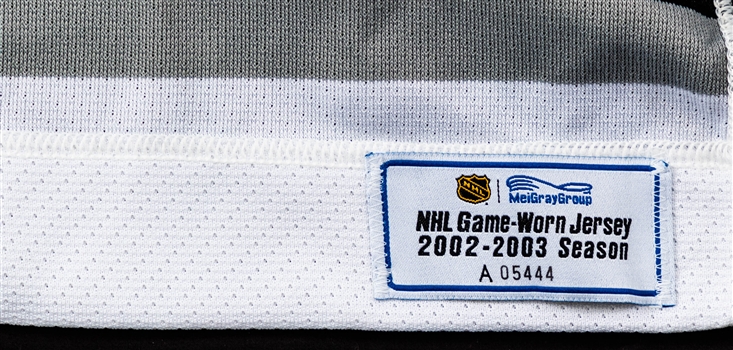 NHL MeiGrayGroup
NHL Game-Worn Jersey
2002-2003 Season
A 05444